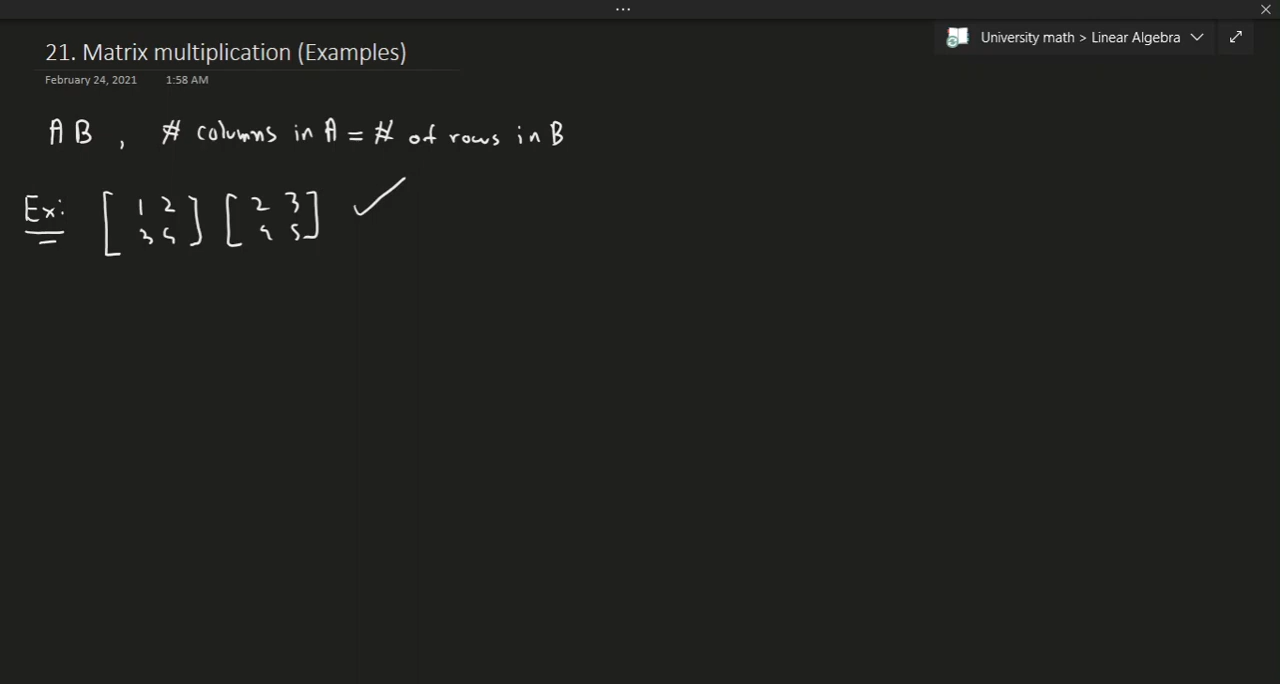 ...
21. Matrix multiplication (Examples)
University math > Linear Algebra
February 24, 2021 1:58 AM
A B , # columns in A = # of rows in B
Ex: [ 1 2 ] [ 2 3 ] ✓
3 4 4 5